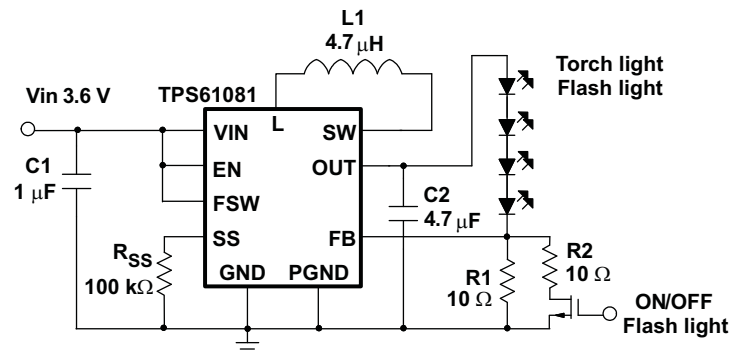 L1
4.7 μH
Torch light
Flash light
Vin 3.6 V
TPS61081
L
VIN
SW
EN
OUT
C1
1 μF
FSW
C2
4.7 μF
SS
FB
RSS
100 kΩ
GND
PGND
R1
10 Ω
R2
10 Ω
ON/OFF
Flash light